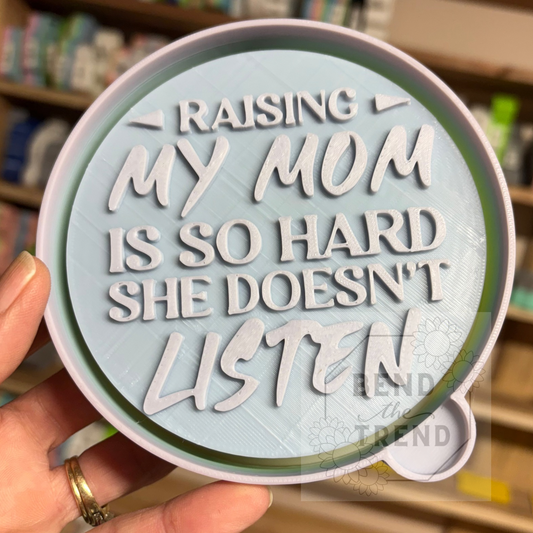 RAISING
MY MOM
IS SO HARD
SHE DOESN'T
LISTEN
BEND
the
TREND